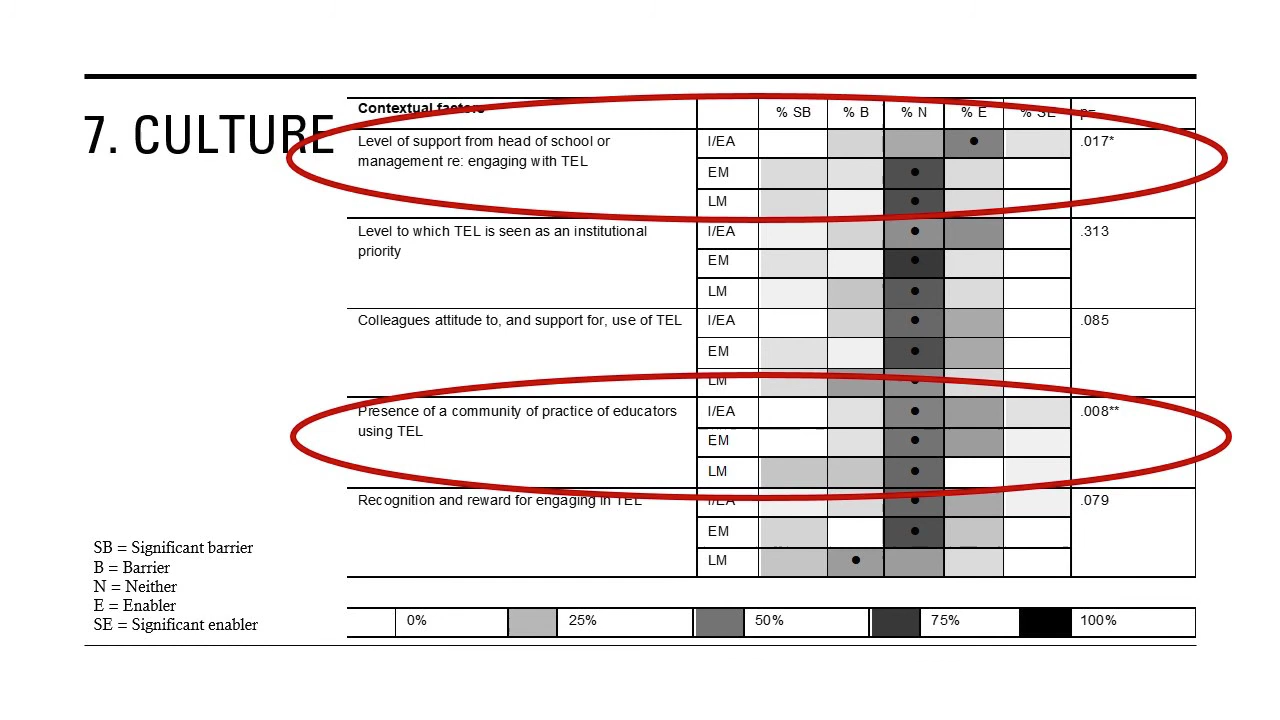 7. CULTURE
Contextual factors % SB % B % N % E % SE p=
Level of support from head of school or I/EA .017*
management re: engaging with TEL
EM
LM
Level to which TEL is seen as an institutional I/EA .313
priority
EM
LM
Colleagues attitude to, and support for, use of TEL I/EA .085
EM
LM
Presence of a community of practice of educators I/EA .008**
using TEL
EM
LM
Recognition and reward for engaging in TEL I/EA .079
EM
LM
SB = Significant barrier
B = Barrier
N = Neither
E = Enabler
SE = Significant enabler
0% 25% 50% 75% 100%